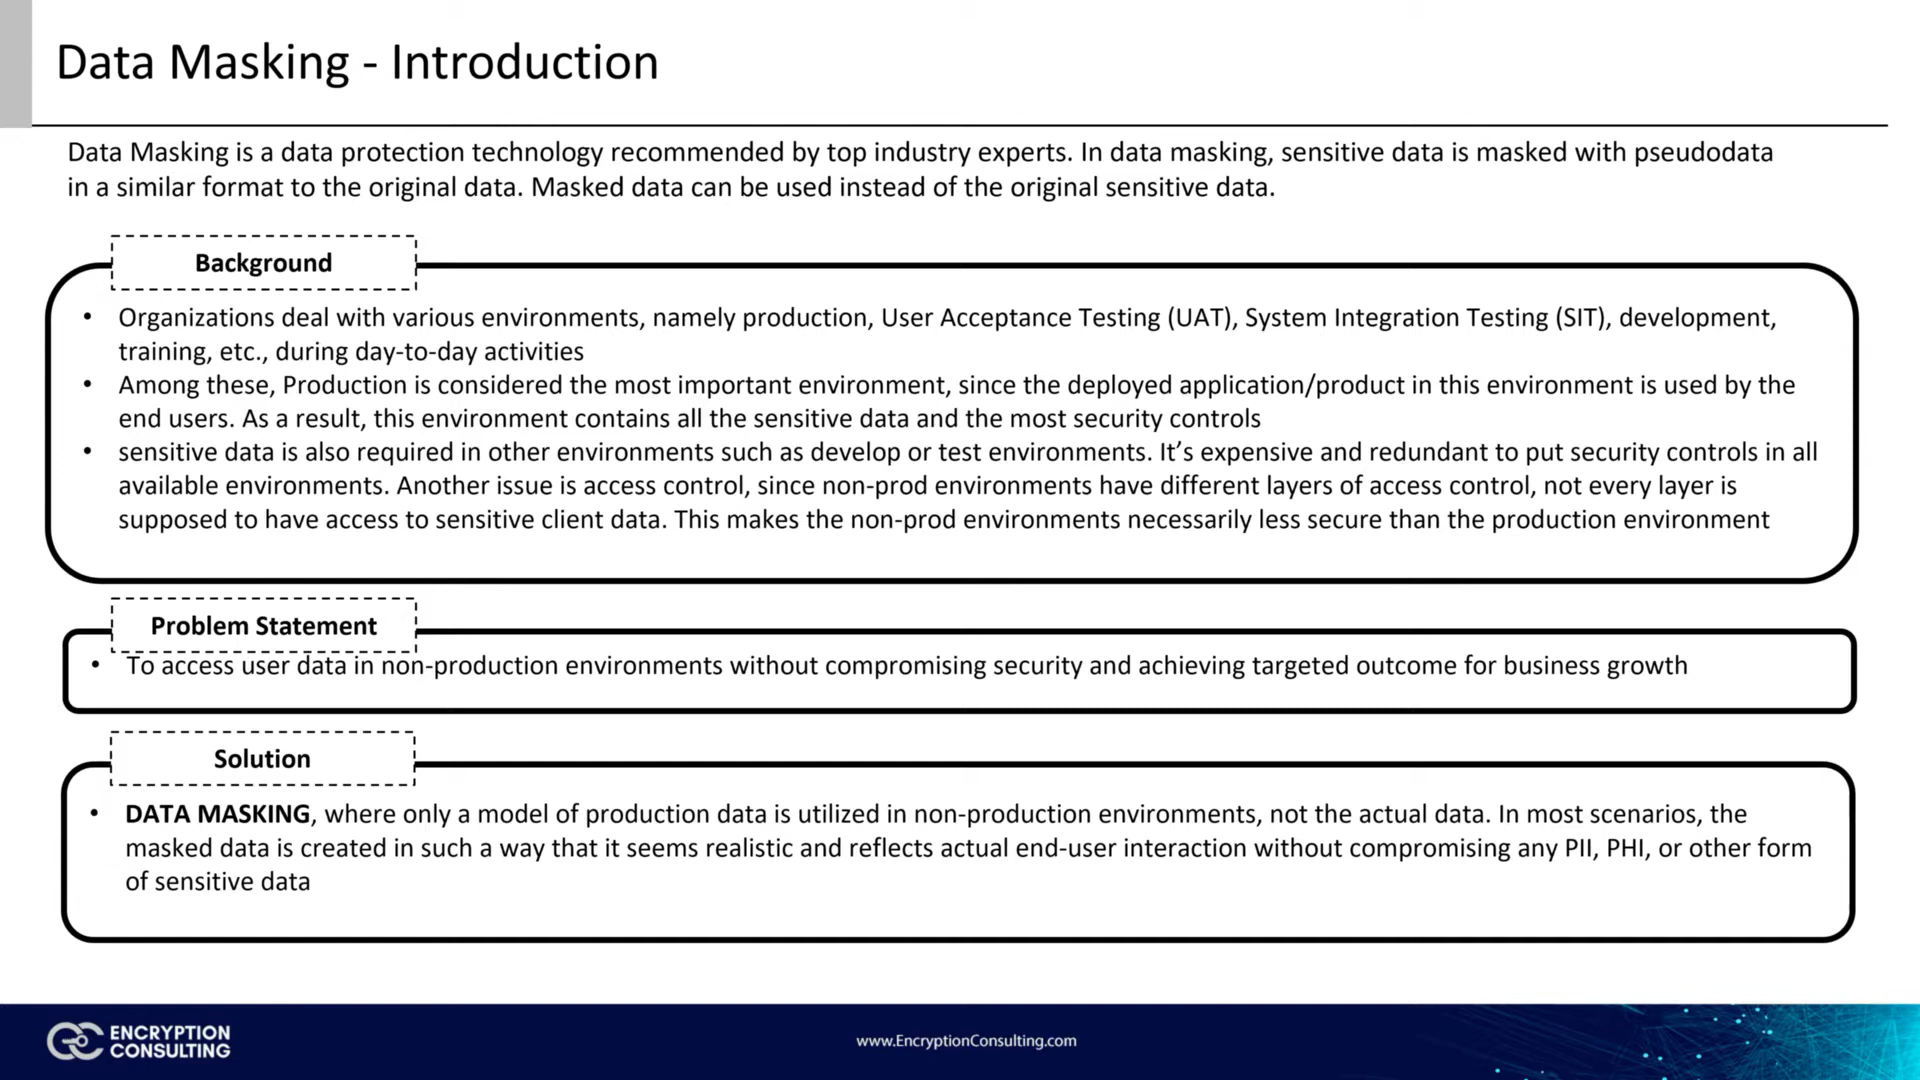 Data Masking - Introduction
Data Masking is a data protection technology recommended by top industry experts. In data masking, sensitive data is masked with pseudodata
in a similar format to the original data. Masked data can be used instead of the original sensitive data.
Background
• Organizations deal with various environments, namely production, User Acceptance Testing (UAT), System Integration Testing (SIT), development,
training, etc., during day-to-day activities
• Among these, Production is considered the most important environment, since the deployed application/product in this environment is used by the
end users. As a result, this environment contains all the sensitive data and the most security controls
• sensitive data is also required in other environments such as develop or test environments. It’s expensive and redundant to put security controls in all
available environments. Another issue is access control, since non-prod environments have different layers of access control, not every layer is
supposed to have access to sensitive client data. This makes the non-prod environments necessarily less secure than the production environment
Problem Statement
• To access user data in non-production environments without compromising security and achieving targeted outcome for business growth
Solution
• DATA MASKING, where only a model of production data is utilized in non-production environments, not the actual data. In most scenarios, the
masked data is created in such a way that it seems realistic and reflects actual end-user interaction without compromising any PII, PHI, or other form
of sensitive data
ENCRYPTION
CONSULTING
www.EncryptionConsulting.com